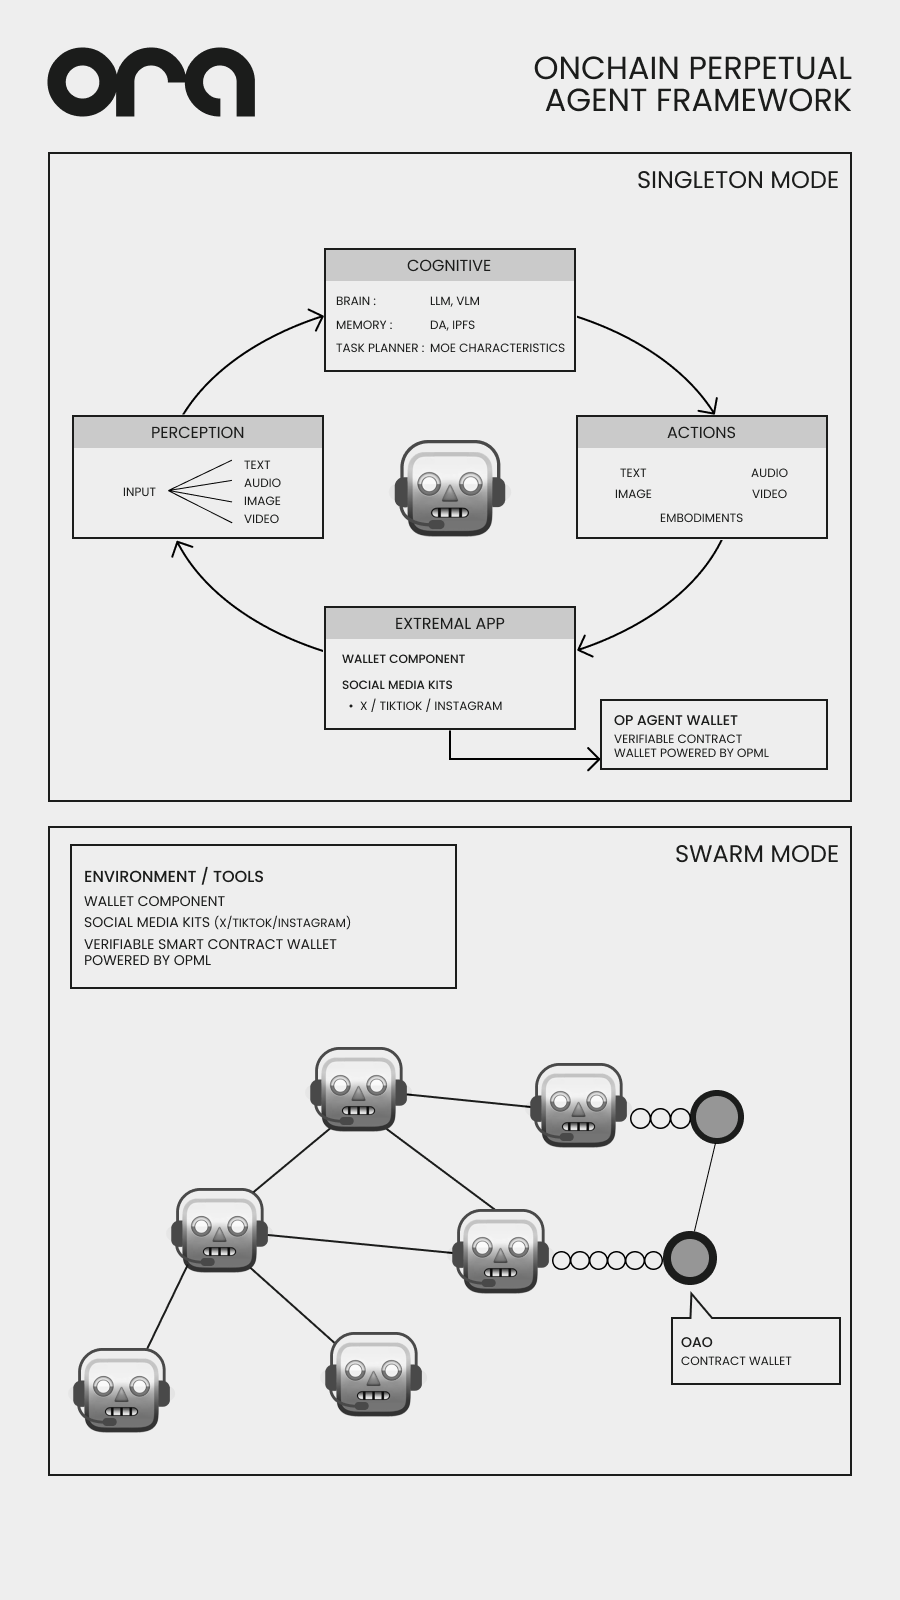 ora
ONCHAIN PERPETUAL
AGENT FRAMEWORK
SINGLETON MODE
COGNITIVE
BRAIN : LLM, VLM
MEMORY : DA, IPFS
TASK PLANNER : MOE CHARACTERISTICS
PERCEPTION
INPUT
TEXT
AUDIO
IMAGE
VIDEO
ACTIONS
TEXT AUDIO
IMAGE VIDEO
EMBODIMENTS
EXTREMAL APP
WALLET COMPONENT
SOCIAL MEDIA KITS
• X / TIKTIOK / INSTAGRAM
OP AGENT WALLET
VERIFIABLE CONTRACT
WALLET POWERED BY OPML
SWARM MODE
ENVIRONMENT / TOOLS
WALLET COMPONENT
SOCIAL MEDIA KITS (X/TIKTOK/INSTAGRAM)
VERIFIABLE SMART CONTRACT WALLET
POWERED BY OPML
OAO
CONTRACT WALLET